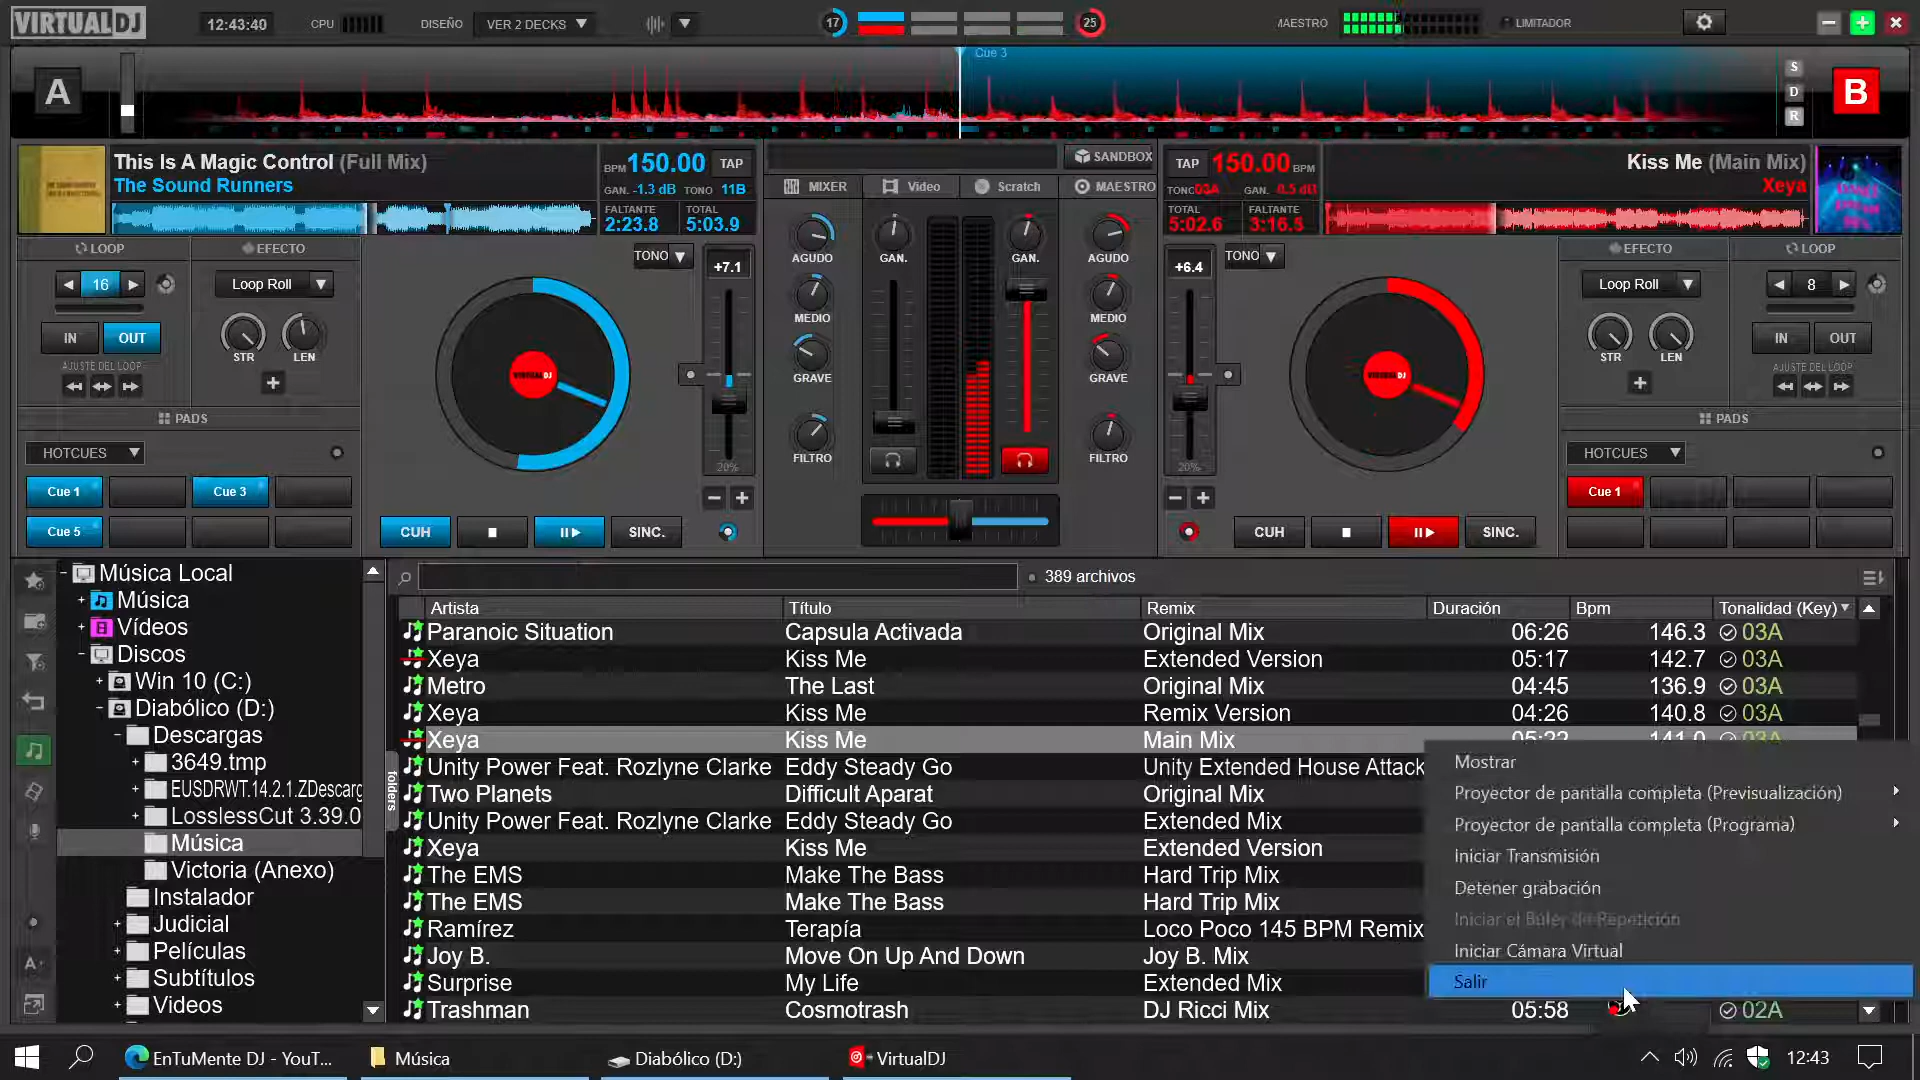 VIRTUALDJ
12:43:40
CPU
DISEÑO
VER 2 DECKS
17
25
MAESTRO
LIMITADOR
Cue 3
A
S
D
R
B
This Is A Magic Control (Full Mix)
The Sound Runners
BPM 150.00 TAP
GAN. -1.3 dB TONO 11B
FALTANTE
2:23.8
TOTAL
5:03.9
SANDBOX
MIXER
Video
Scratch
MAESTRO
TAP 150.00 BPM
TONO 03A GAN. 0.5 dB
TOTAL
5:02.6
FALTANTE
3:16.5
Kiss Me (Main Mix)
Xeya
LOOP
EFECTO
16
Loop Roll
IN
OUT
STR
LEN
AJUSTE DEL LOOP
PADS
HOTCUES
Cue 1
Cue 3
Cue 5
TONO
+7.1
20%
VIRTUALDJ
CUH
SINC.
AGUDO
MEDIO
GRAVE
FILTRO
GAN.
GAN.
AGUDO
MEDIO
GRAVE
FILTRO
+6.4
TONO
20%
VIRTUALDJ
CUH
SINC.
EFECTO
LOOP
Loop Roll
8
STR
LEN
IN
OUT
AJUSTE DEL LOOP
PADS
HOTCUES
Cue 1
Música Local
Música
Vídeos
Discos
Win 10 (C:)
Diabólico (D:)
Descargas
3649.tmp
EUSDRWT.14.2.1.ZDescarg
LosslessCut 3.39.0
Música
Victoria (Anexo)
Instalador
Judicial
Películas
Subtítulos
Videos
folders
389 archivos
Artista Título Remix Duración Bpm Tonalidad (Key)
Paranoic Situation Capsula Activada Original Mix 06:26 146.3 03A
Xeya Kiss Me Extended Version 05:17 142.7 03A
Metro The Last Original Mix 04:45 136.9 03A
Xeya Kiss Me Remix Version 04:26 140.8 03A
Xeya Kiss Me Main Mix 05:22 141.0 03A
Unity Power Feat. Rozlyne Clarke Eddy Steady Go Unity Extended House Attack
Two Planets Difficult Aparat Original Mix
Unity Power Feat. Rozlyne Clarke Eddy Steady Go Extended Mix
Xeya Kiss Me Extended Version
The EMS Make The Bass Hard Trip Mix
The EMS Make The Bass Hard Trip Mix
Ramírez Terapía Loco Poco 145 BPM Remix
Joy B. Move On Up And Down Joy B. Mix
Surprise My Life Extended Mix
Trashman Cosmotrash DJ Ricci Mix 05:58 02A
Mostrar
Proyector de pantalla completa (Previsualización)
Proyector de pantalla completa (Programa)
Iniciar Transmisión
Detener grabación
Iniciar el Búfer de Repetición
Iniciar Cámara Virtual
Salir
EnTuMente DJ - YouT...
Música
Diabólico (D:)
VirtualDJ
12:43